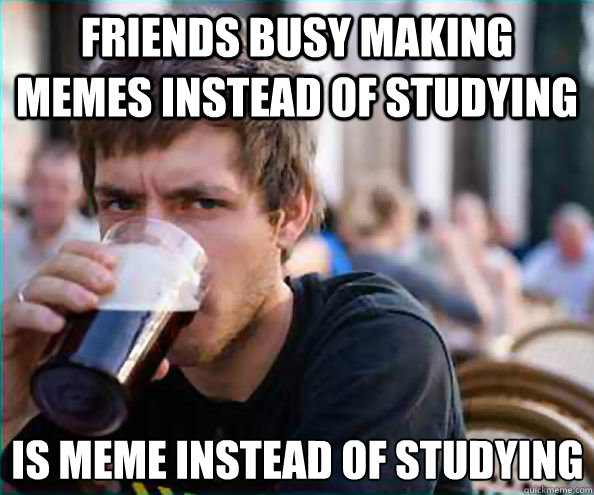 FRIENDS BUSY MAKING
MEMES INSTEAD OF STUDYING
IS MEME INSTEAD OF STUDYING
quickmeme.com